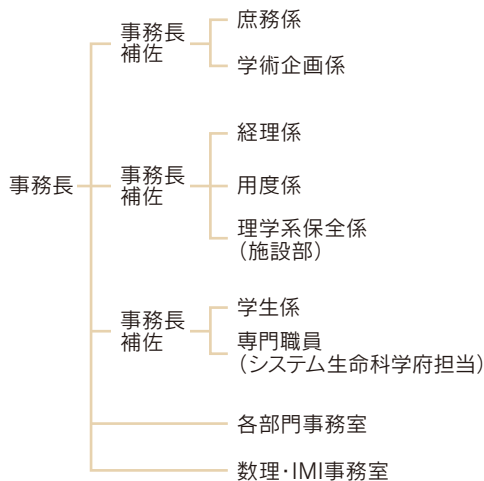 事務長
事務長
補佐
庶務係
学術企画係
事務長
補佐
経理係
用度係
理学系保全係
（施設部）
事務長
補佐
学生係
専門職員
（システム生命科学府担当）
各部門事務室
数理・IMI事務室